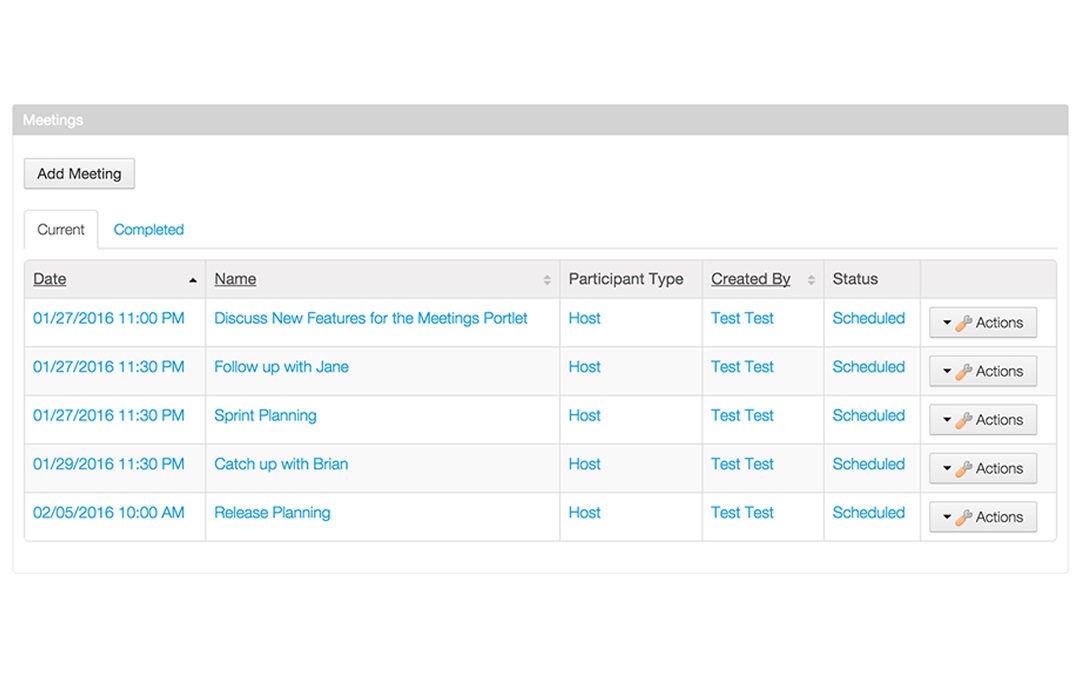 Meetings
Add Meeting
Current Completed
Date Name Participant Type Created By Status
01/27/2016 11:00 PM Discuss New Features for the Meetings Portlet Host Test Test Scheduled Actions
01/27/2016 11:30 PM Follow up with Jane Host Test Test Scheduled Actions
01/27/2016 11:30 PM Sprint Planning Host Test Test Scheduled Actions
01/29/2016 11:30 PM Catch up with Brian Host Test Test Scheduled Actions
02/05/2016 10:00 AM Release Planning Host Test Test Scheduled Actions